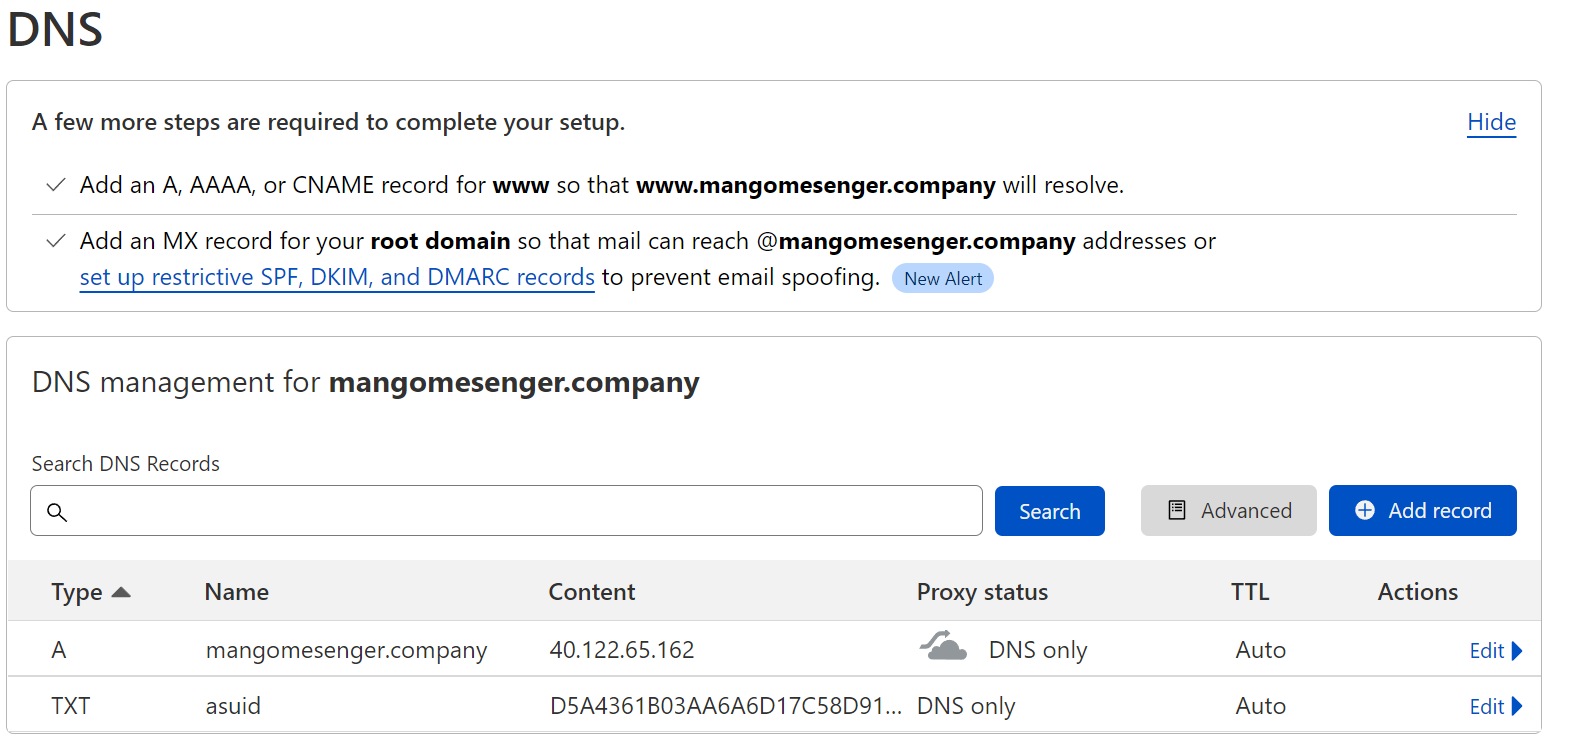 DNS
A few more steps are required to complete your setup.
Hide
Add an A, AAAA, or CNAME record for www so that www.mangomesenger.company will resolve.
Add an MX record for your root domain so that mail can reach @mangomesenger.company addresses or
set up restrictive SPF, DKIM, and DMARC records to prevent email spoofing. New Alert
DNS management for mangomesenger.company
Search DNS Records
Search Advanced Add record
Type Name Content Proxy status TTL Actions
A mangomesenger.company 40.122.65.162 DNS only Auto Edit
TXT asuid D5A4361B03AA6A6D17C58D91... DNS only Auto Edit